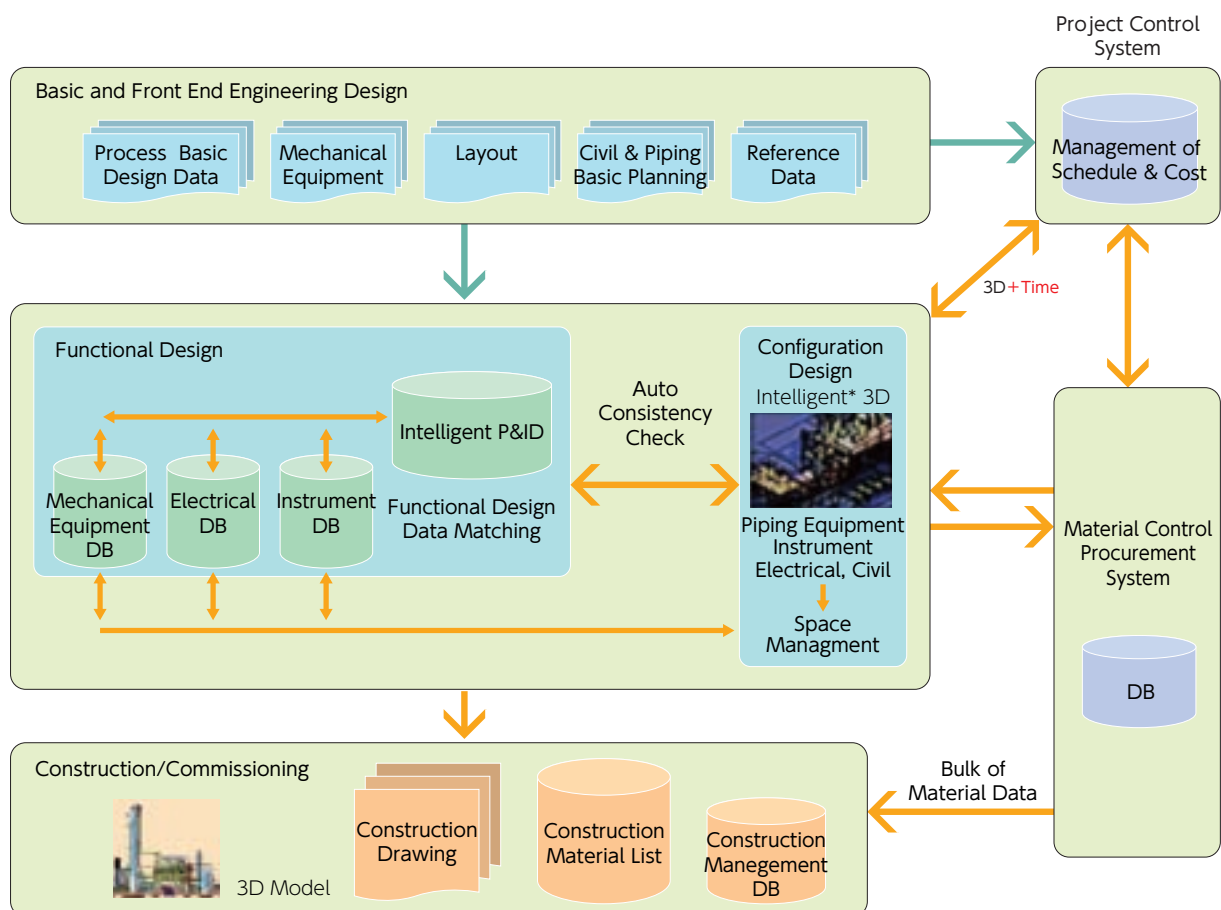 Project Control
System
Basic and Front End Engineering Design
Process Basic
Design Data
Mechanical
Equipment
Layout
Civil & Piping
Basic Planning
Reference
Data
Management of
Schedule & Cost
3D+Time
Functional Design
Intelligent P&ID
Mechanical
Equipment
DB
Electrical
DB
Instrument
DB
Functional Design
Data Matching
Auto
Consistency
Check
Configuration
Design
Intelligent* 3D
Piping Equipment
Instrument
Electrical, Civil
Space
Managment
Material Control
Procurement
System
DB
Construction/Commissioning
3D Model
Construction
Drawing
Construction
Material List
Construction
Manegement
DB
Bulk of
Material Data